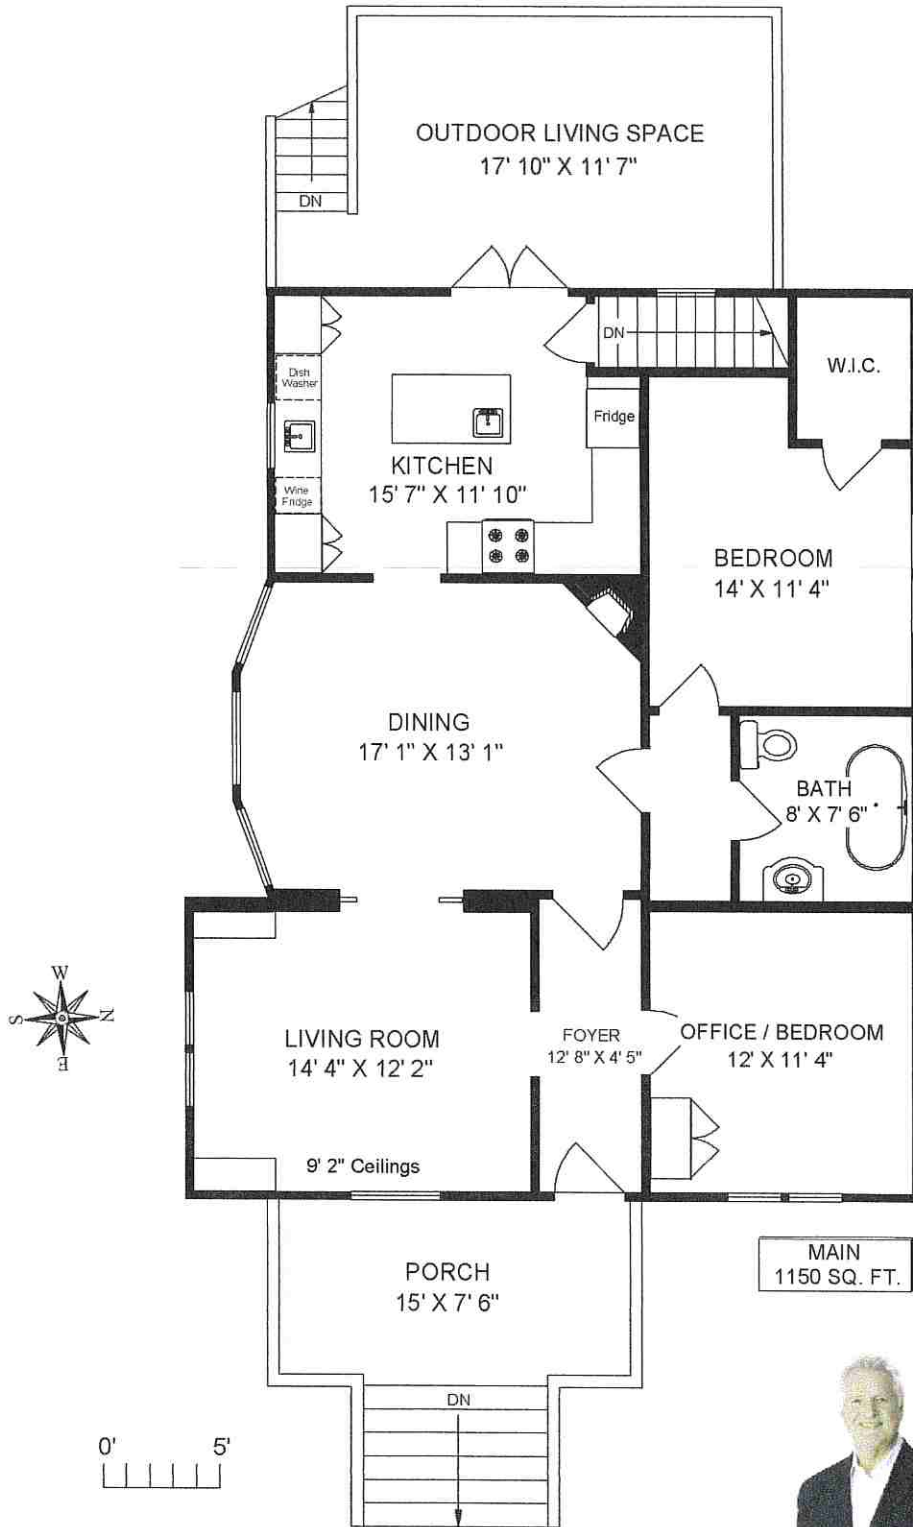 OUTDOOR LIVING SPACE
17' 10" X 11' 7"
DN
DN
Dish
Washer
W.I.C.
Fridge
KITCHEN
15' 7" X 11' 10"
Wine
Fridge
BEDROOM
14' X 11' 4"
DINING
17' 1" X 13' 1"
BATH
8' X 7' 6"
W
S
N
E
LIVING ROOM
14' 4" X 12' 2"
FOYER
12' 8" X 4' 5"
OFFICE / BEDROOM
12' X 11' 4"
9' 2" Ceilings
PORCH
15' X 7' 6"
MAIN
1150 SQ. FT.
DN
0' 5'